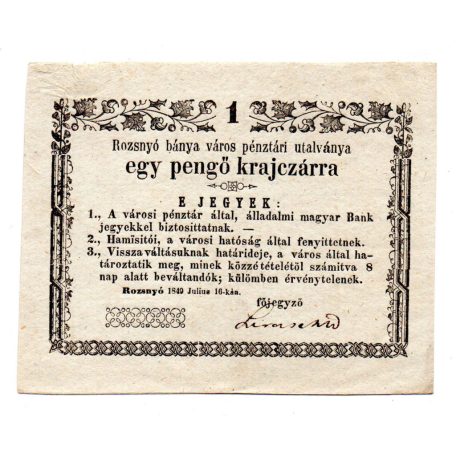 1
Rozsnyó bánya város pénztári utalványa
egy pengő krajczárra
E JEGYEK:
1., A városi pénztár által, álladalmi magyar Bank
jegyekkel biztosittatnak. —
2., Hamisítói, a városi hatóság által fenyittetnek.
3., Visszaváltásuknak határideje, a város által ha-
tároztatik meg, minek közzétételétől számitva 8
nap alatt beváltandók; külömben érvénytelenek.
Rozsnyó 1849 Julius 16-kán.
főjegyző